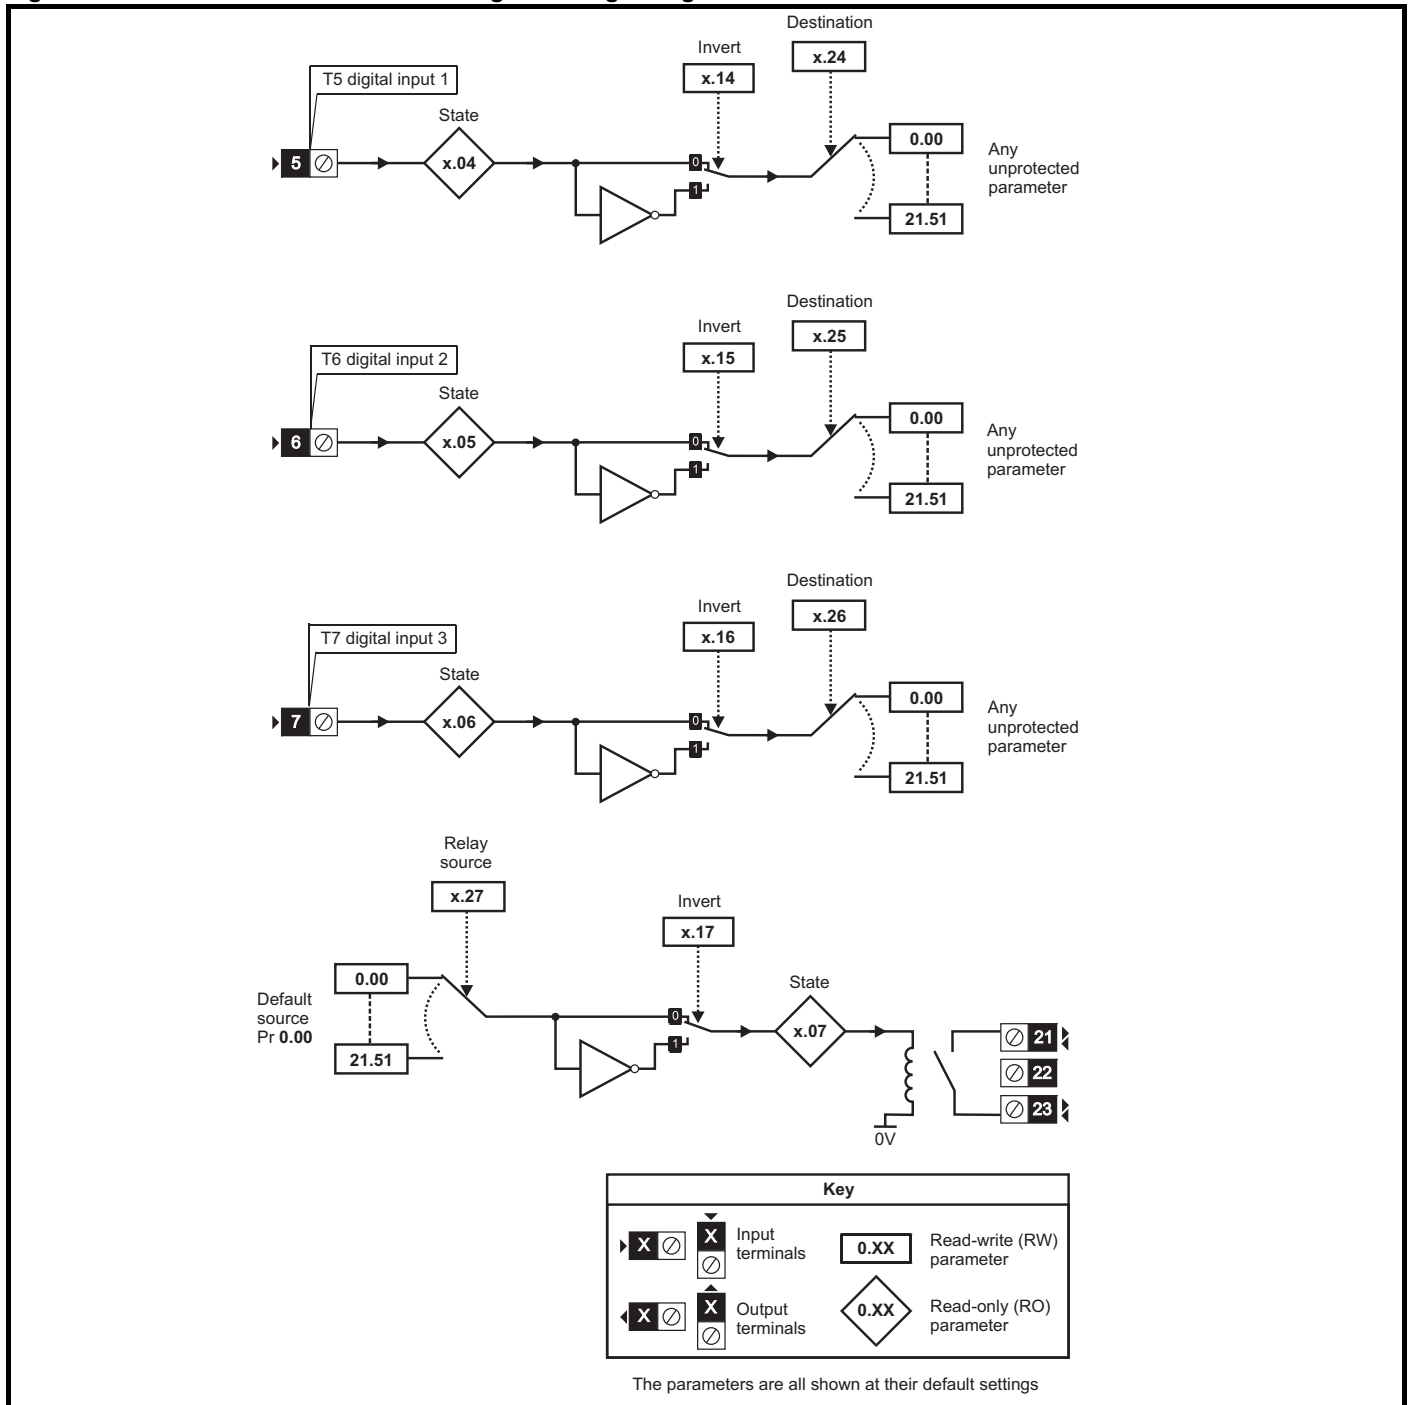 Destination
Invert
x.24
x.14
T5 digital input 1
State
5
x.04
0
1
0.00
21.51
Any
unprotected
parameter
Destination
Invert
x.25
x.15
T6 digital input 2
State
6
x.05
0
1
0.00
21.51
Any
unprotected
parameter
Destination
Invert
x.26
x.16
T7 digital input 3
State
7
x.06
0
1
0.00
21.51
Any
unprotected
parameter
Relay
source
x.27
Invert
x.17
0.00
21.51
Default
source
Pr 0.00
0
1
State
x.07
0V
21
22
23
Key
X
X
Input
terminals
0.XX
Read-write (RW)
parameter
X
X
Output
terminals
0.XX
Read-only (RO)
parameter
The parameters are all shown at their default settings